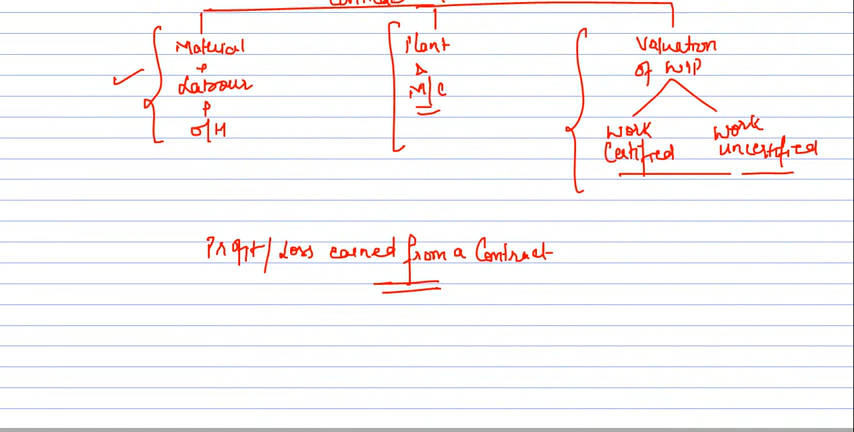 Material
+
Labour
+
O/H
Plant
&
M/C
Valuation
of WIP
Work
Certified
Work
uncertified
Profit/Loss earned from a Contract